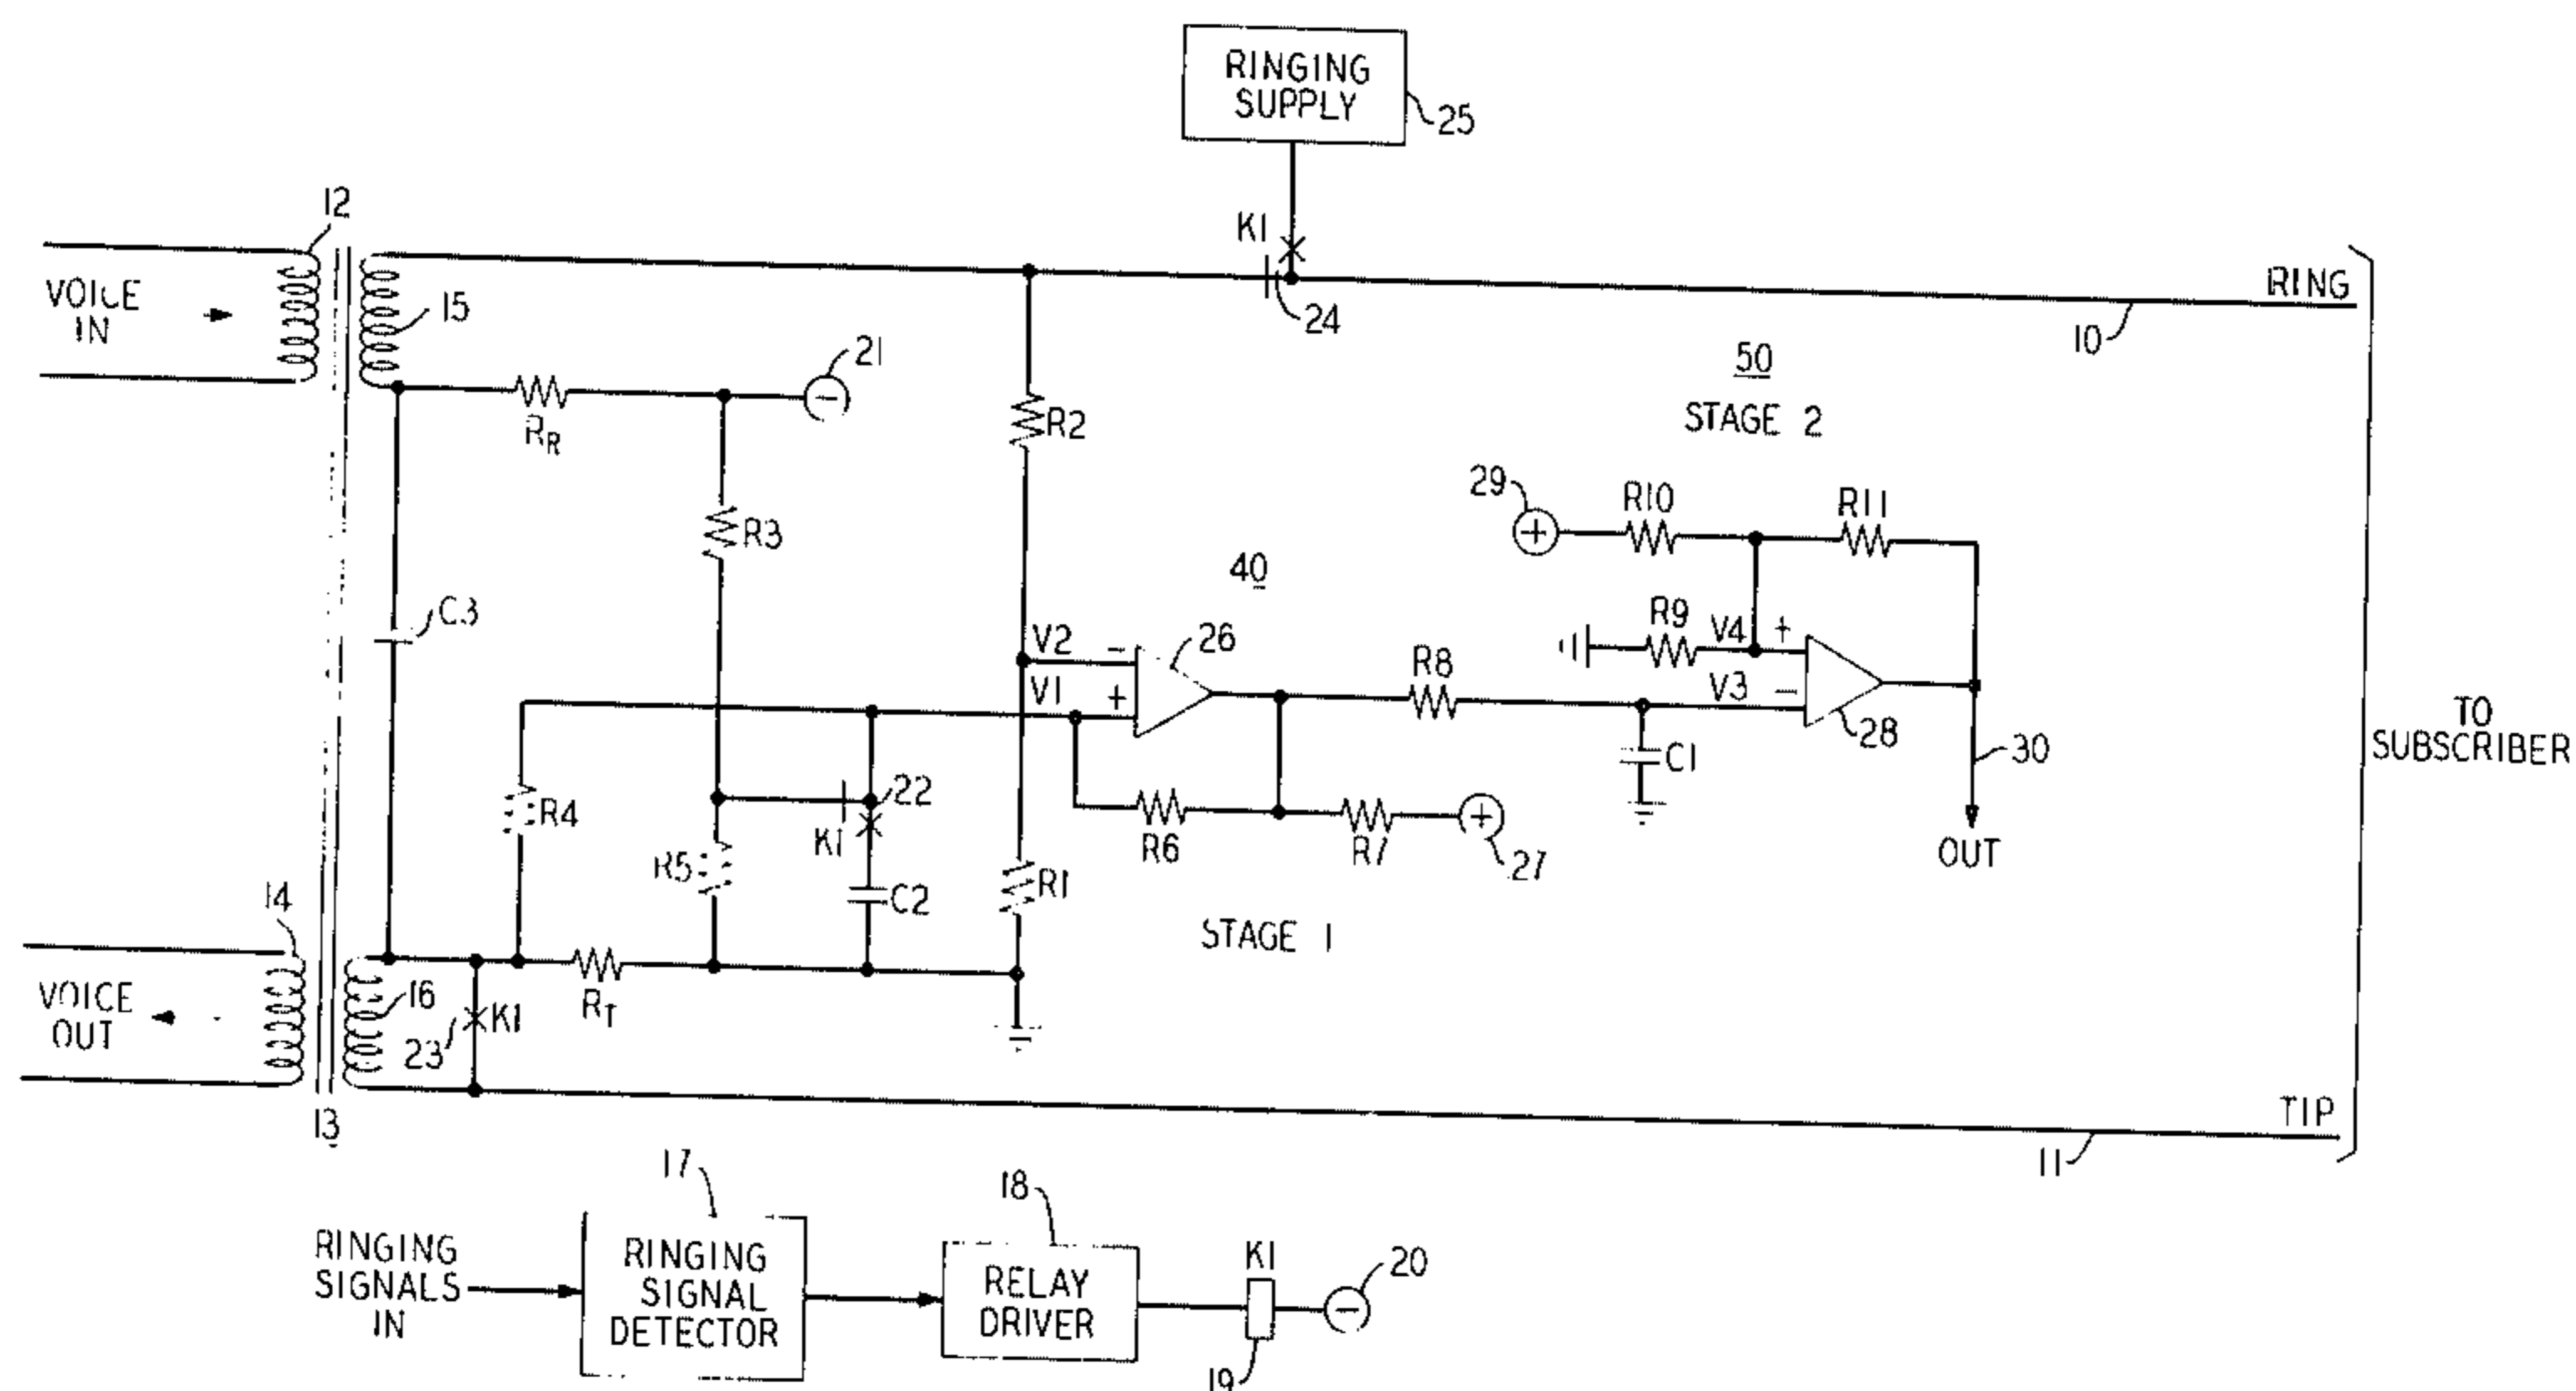 RINGING
SUPPLY
25
K1
24
RING
10
12
VOICE
IN
15
21
RR
R2
50
STAGE 2
R3
29
R10
R11
40
C3
V2
-
26
V1
+
R9
V4
+
R8
V3
-
28
30
TO
SUBSCRIBER
R4
22
K1
R5
C2
R1
R6
R7
27
C1
OUT
STAGE 1
14
VOICE
OUT
16
23
K1
RT
13
TIP
11
17
18
RINGING
SIGNALS
IN
RINGING
SIGNAL
DETECTOR
RELAY
DRIVER
K1
20
19